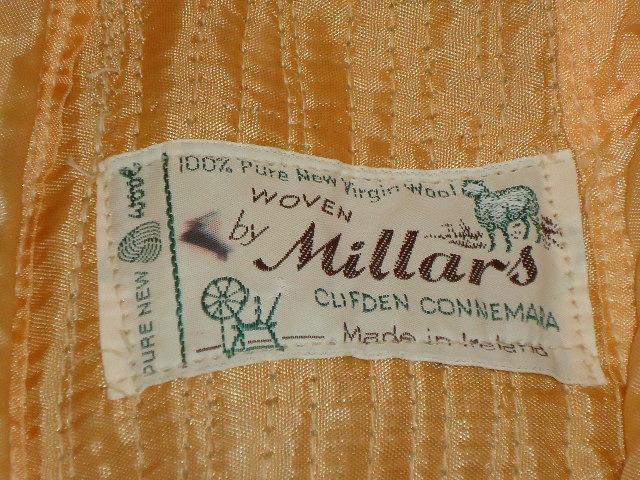 PURE NEW WOOL
100% Pure New Virgin Wool
WOVEN
by Millars
CLIFDEN CONNEMARA
Made in Ireland